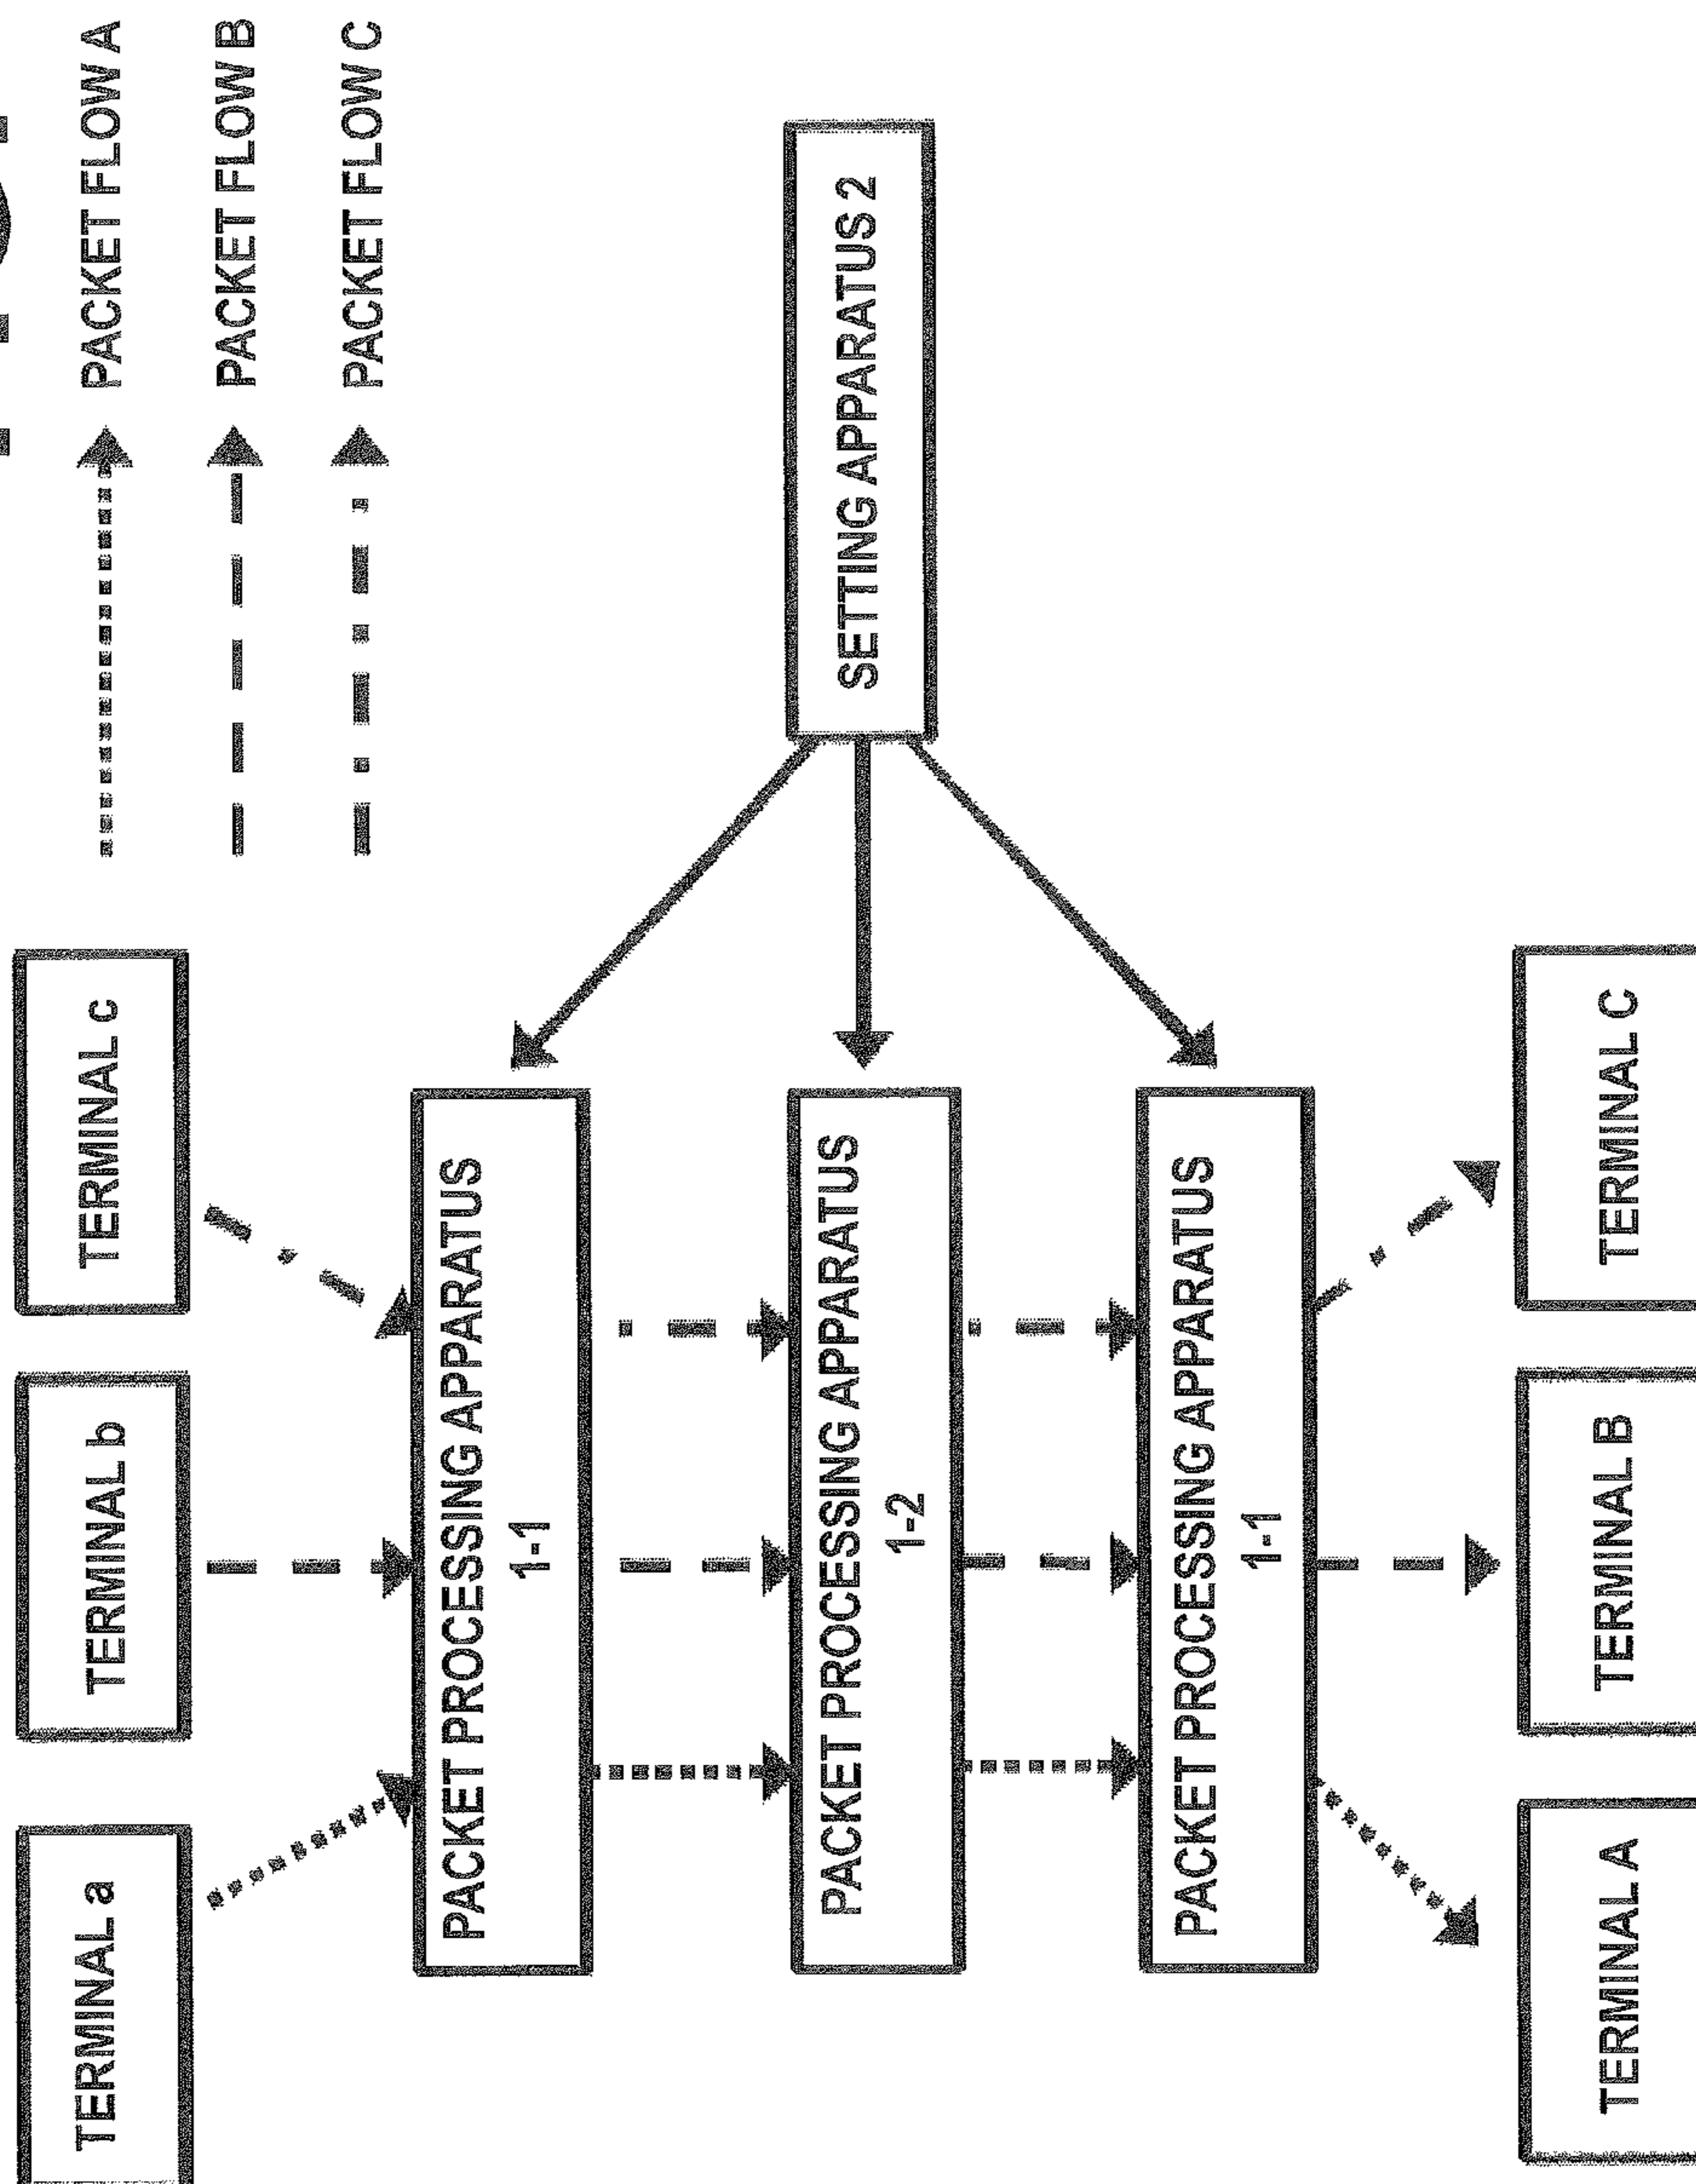 PACKET FLOW A
PACKET FLOW B
PACKET FLOW C
TERMINAL a
TERMINAL b
TERMINAL c
PACKET PROCESSING APPARATUS
1-1
PACKET PROCESSING APPARATUS
1-2
SETTING APPARATUS 2
PACKET PROCESSING APPARATUS
1-1
TERMINAL A
TERMINAL B
TERMINAL C